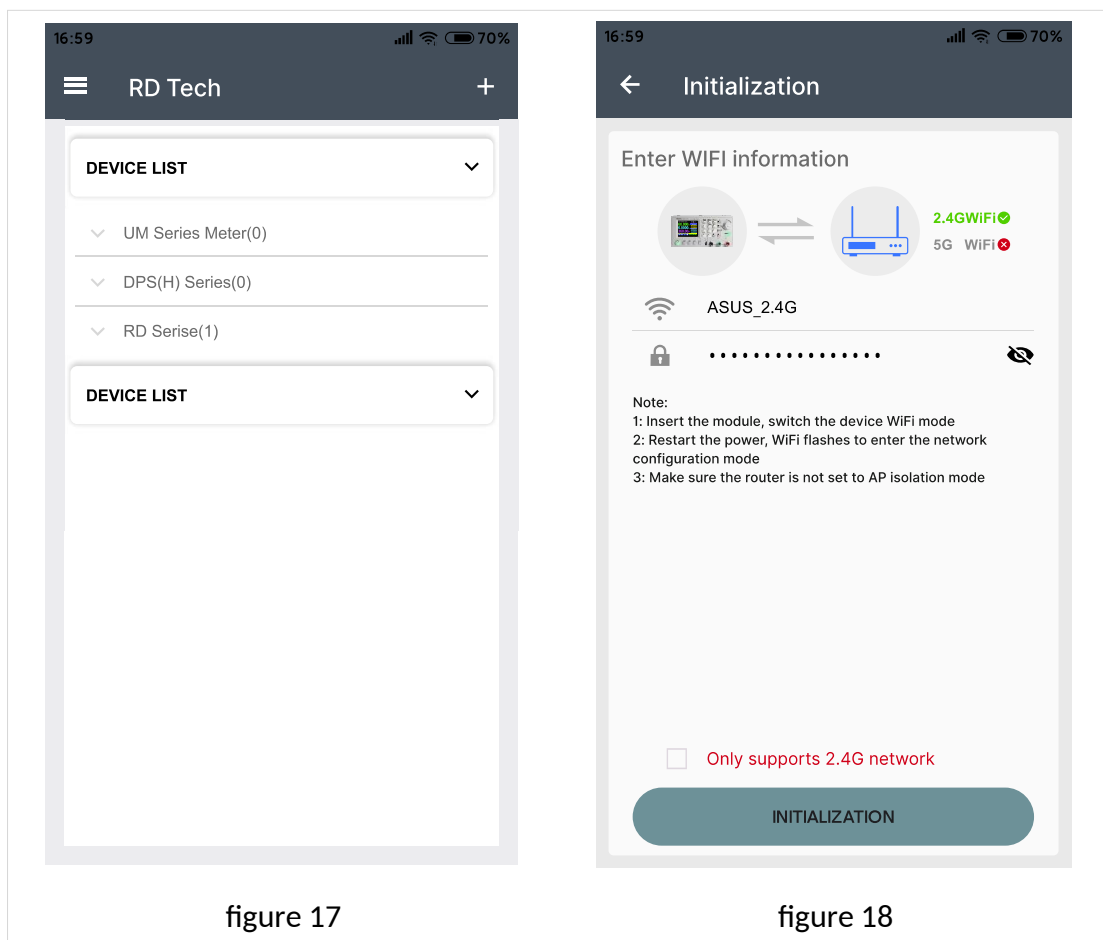 16:59
70%
RD Tech
+
DEVICE LIST
UM Series Meter(0)
DPS(H) Series(0)
RD Serise(1)
DEVICE LIST
figure 17
16:59
70%
Initialization
Enter WIFI information
2.4GWiFi
5G WiFi
ASUS_2.4G
••••••••••••••••
Note:
1: Insert the module, switch the device WiFi mode
2: Restart the power, WiFi flashes to enter the network
configuration mode
3: Make sure the router is not set to AP isolation mode
Only supports 2.4G network
INITIALIZATION
figure 18